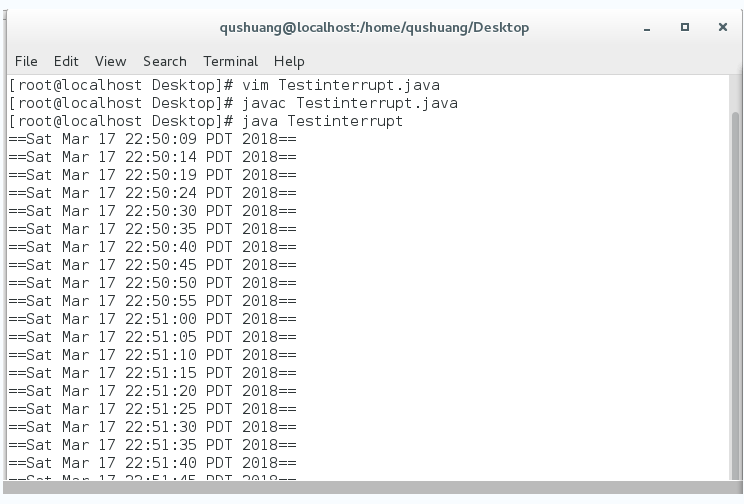 qushuang@localhost:/home/qushuang/Desktop
File Edit View Search Terminal Help
[root@localhost Desktop]# vim Testinterrupt.java
[root@localhost Desktop]# javac Testinterrupt.java
[root@localhost Desktop]# java Testinterrupt
==Sat Mar 17 22:50:09 PDT 2018==
==Sat Mar 17 22:50:14 PDT 2018==
==Sat Mar 17 22:50:19 PDT 2018==
==Sat Mar 17 22:50:24 PDT 2018==
==Sat Mar 17 22:50:30 PDT 2018==
==Sat Mar 17 22:50:35 PDT 2018==
==Sat Mar 17 22:50:40 PDT 2018==
==Sat Mar 17 22:50:45 PDT 2018==
==Sat Mar 17 22:50:50 PDT 2018==
==Sat Mar 17 22:50:55 PDT 2018==
==Sat Mar 17 22:51:00 PDT 2018==
==Sat Mar 17 22:51:05 PDT 2018==
==Sat Mar 17 22:51:10 PDT 2018==
==Sat Mar 17 22:51:15 PDT 2018==
==Sat Mar 17 22:51:20 PDT 2018==
==Sat Mar 17 22:51:25 PDT 2018==
==Sat Mar 17 22:51:30 PDT 2018==
==Sat Mar 17 22:51:35 PDT 2018==
==Sat Mar 17 22:51:40 PDT 2018==
==Sat Mar 17 22:51:45 PDT 2018==